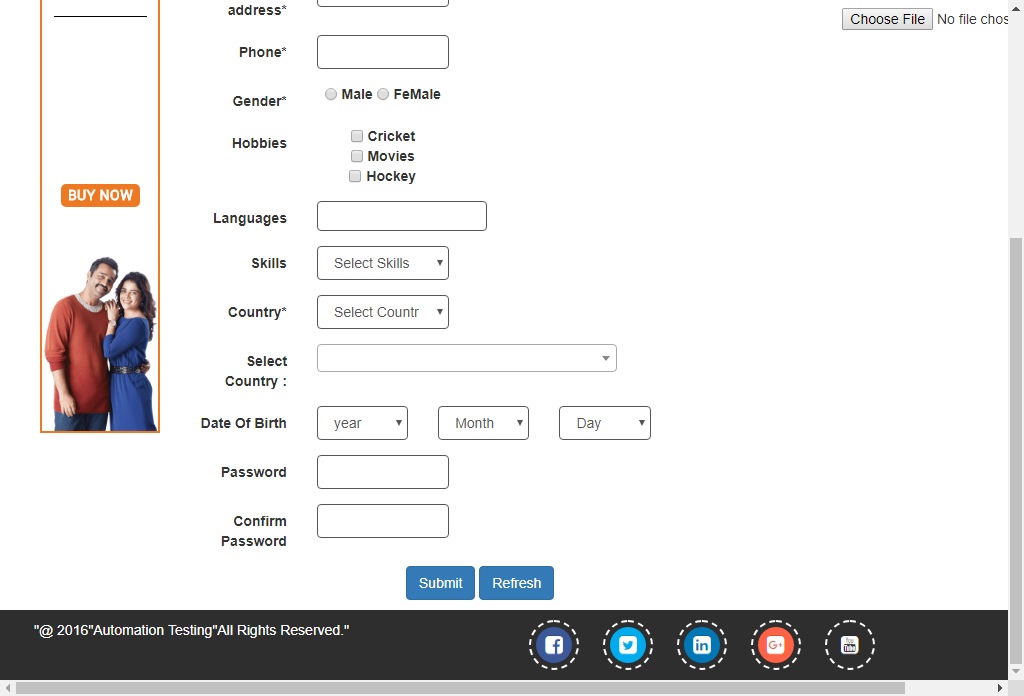 address*
Choose File No file chos
Phone*
Gender*
Male FeMale
Hobbies
Cricket
Movies
Hockey
BUY NOW
Languages
Skills
Select Skills
Country*
Select Countr
Select
Country :
Date Of Birth
year Month Day
Password
Confirm
Password
Submit Refresh
"@ 2016"Automation Testing"All Rights Reserved."
f in G+ You
Tube